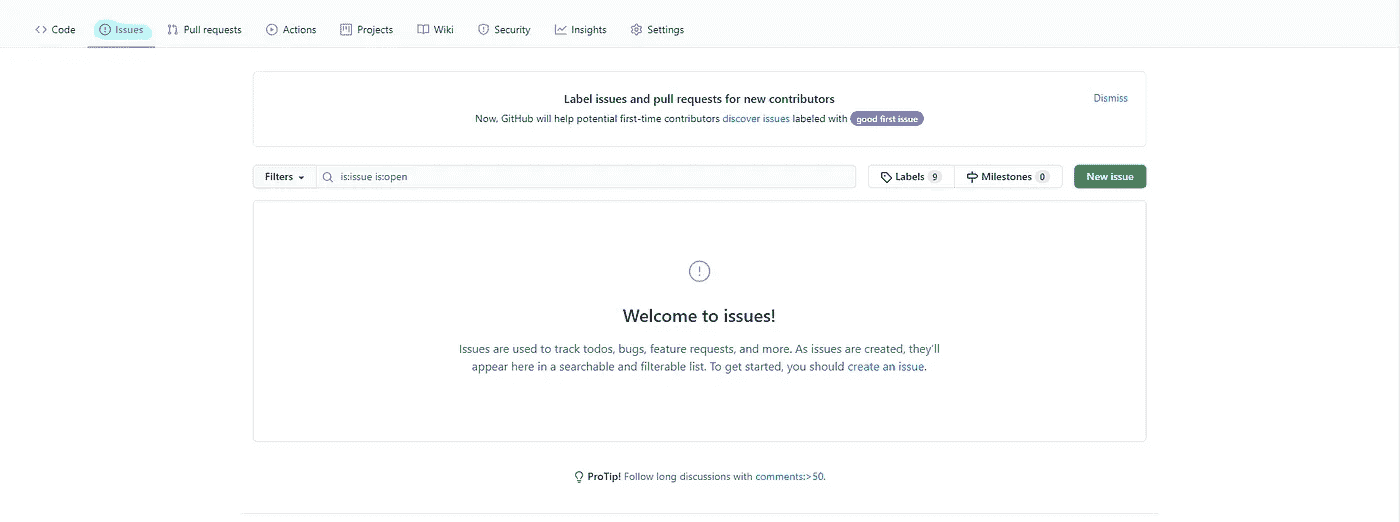 Code Issues Pull requests Actions Projects Wiki Security Insights Settings
Label issues and pull requests for new contributors
Dismiss
Now, GitHub will help potential first-time contributors discover issues labeled with good first issue
Filters is:issue is:open Labels 9 Milestones 0 New issue
Welcome to issues!
Issues are used to track todos, bugs, feature requests, and more. As issues are created, they'll
appear here in a searchable and filterable list. To get started, you should create an issue.
ProTip! Follow long discussions with comments:>50.